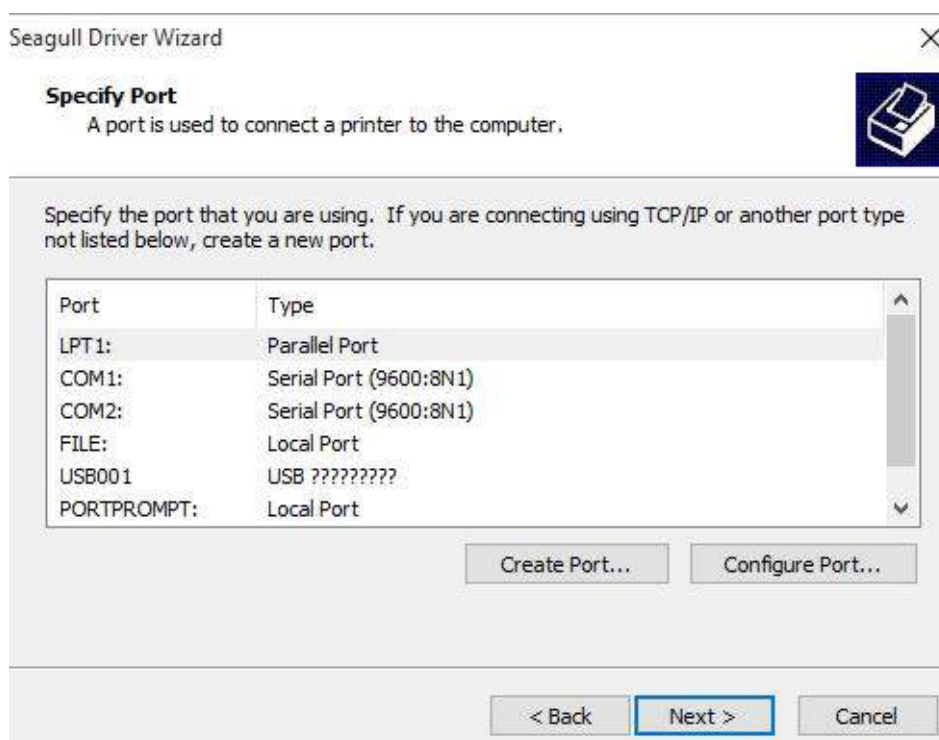 Seagull Driver Wizard
Specify Port
A port is used to connect a printer to the computer.
Specify the port that you are using. If you are connecting using TCP/IP or another port type
not listed below, create a new port.
Port Type
LPT1: Parallel Port
COM1: Serial Port (9600:8N1)
COM2: Serial Port (9600:8N1)
FILE: Local Port
USB001 USB ?????????
PORTPROMPT: Local Port
Create Port... Configure Port...
< Back Next > Cancel